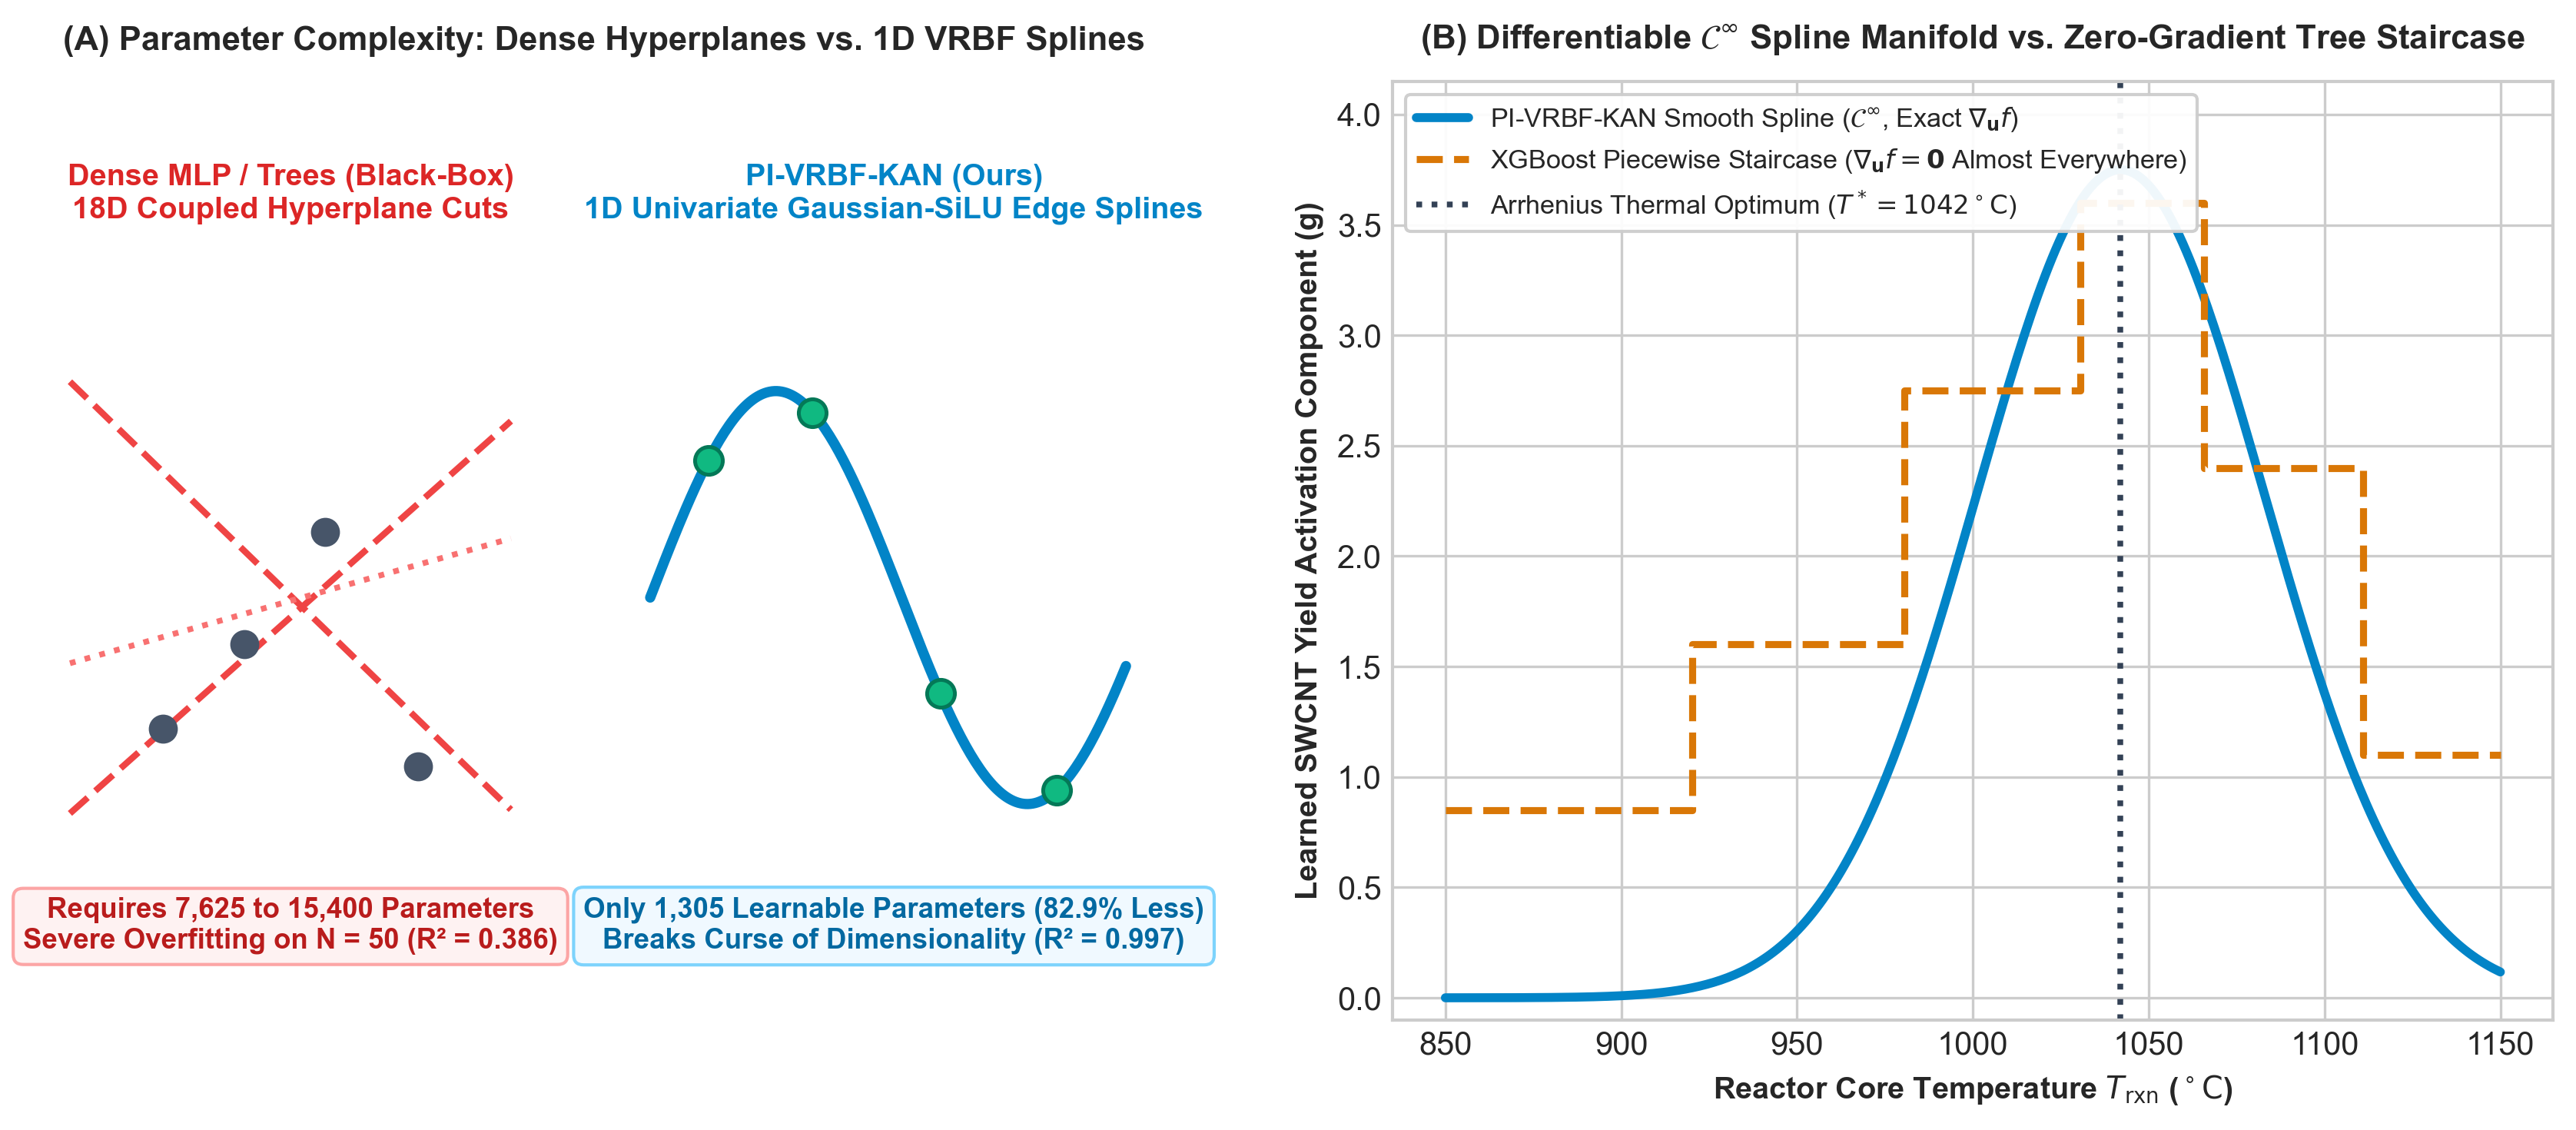 (A) Parameter Complexity: Dense Hyperplanes vs. 1D VRBF Splines
Dense MLP / Trees (Black-Box)
18D Coupled Hyperplane Cuts
PI-VRBF-KAN (Ours)
1D Univariate Gaussian-SiLU Edge Splines
Requires 7,625 to 15,400 Parameters
Severe Overfitting on N = 50 (R² = 0.386)
Only 1,305 Learnable Parameters (82.9% Less)
Breaks Curse of Dimensionality (R² = 0.997)
(B) Differentiable 𝒞∞ Spline Manifold vs. Zero-Gradient Tree Staircase
PI-VRBF-KAN Smooth Spline (𝒞∞, Exact ∇ᵤf)
XGBoost Piecewise Staircase (∇ᵤf = 0 Almost Everywhere)
Arrhenius Thermal Optimum (T* = 1042°C)
Learned SWCNT Yield Activation Component (g)
4.0
3.5
3.0
2.5
2.0
1.5
1.0
0.5
0.0
850 900 950 1000 1050 1100 1150
Reactor Core Temperature T_rxn (°C)